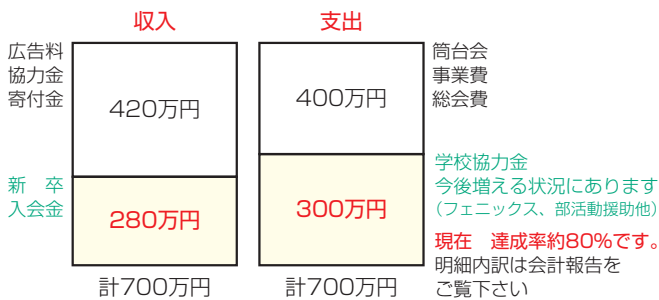 収入
広告料
協力金
寄付金
420万円
新　卒
入会金
280万円
計700万円
支出
400万円
筒台会
事業費
総会費
300万円
学校協力金
今後増える状況にあります
（フェニックス、部活動援助他）
現在　達成率約80%です。
明細内訳は会計報告を
ご覧下さい
計700万円